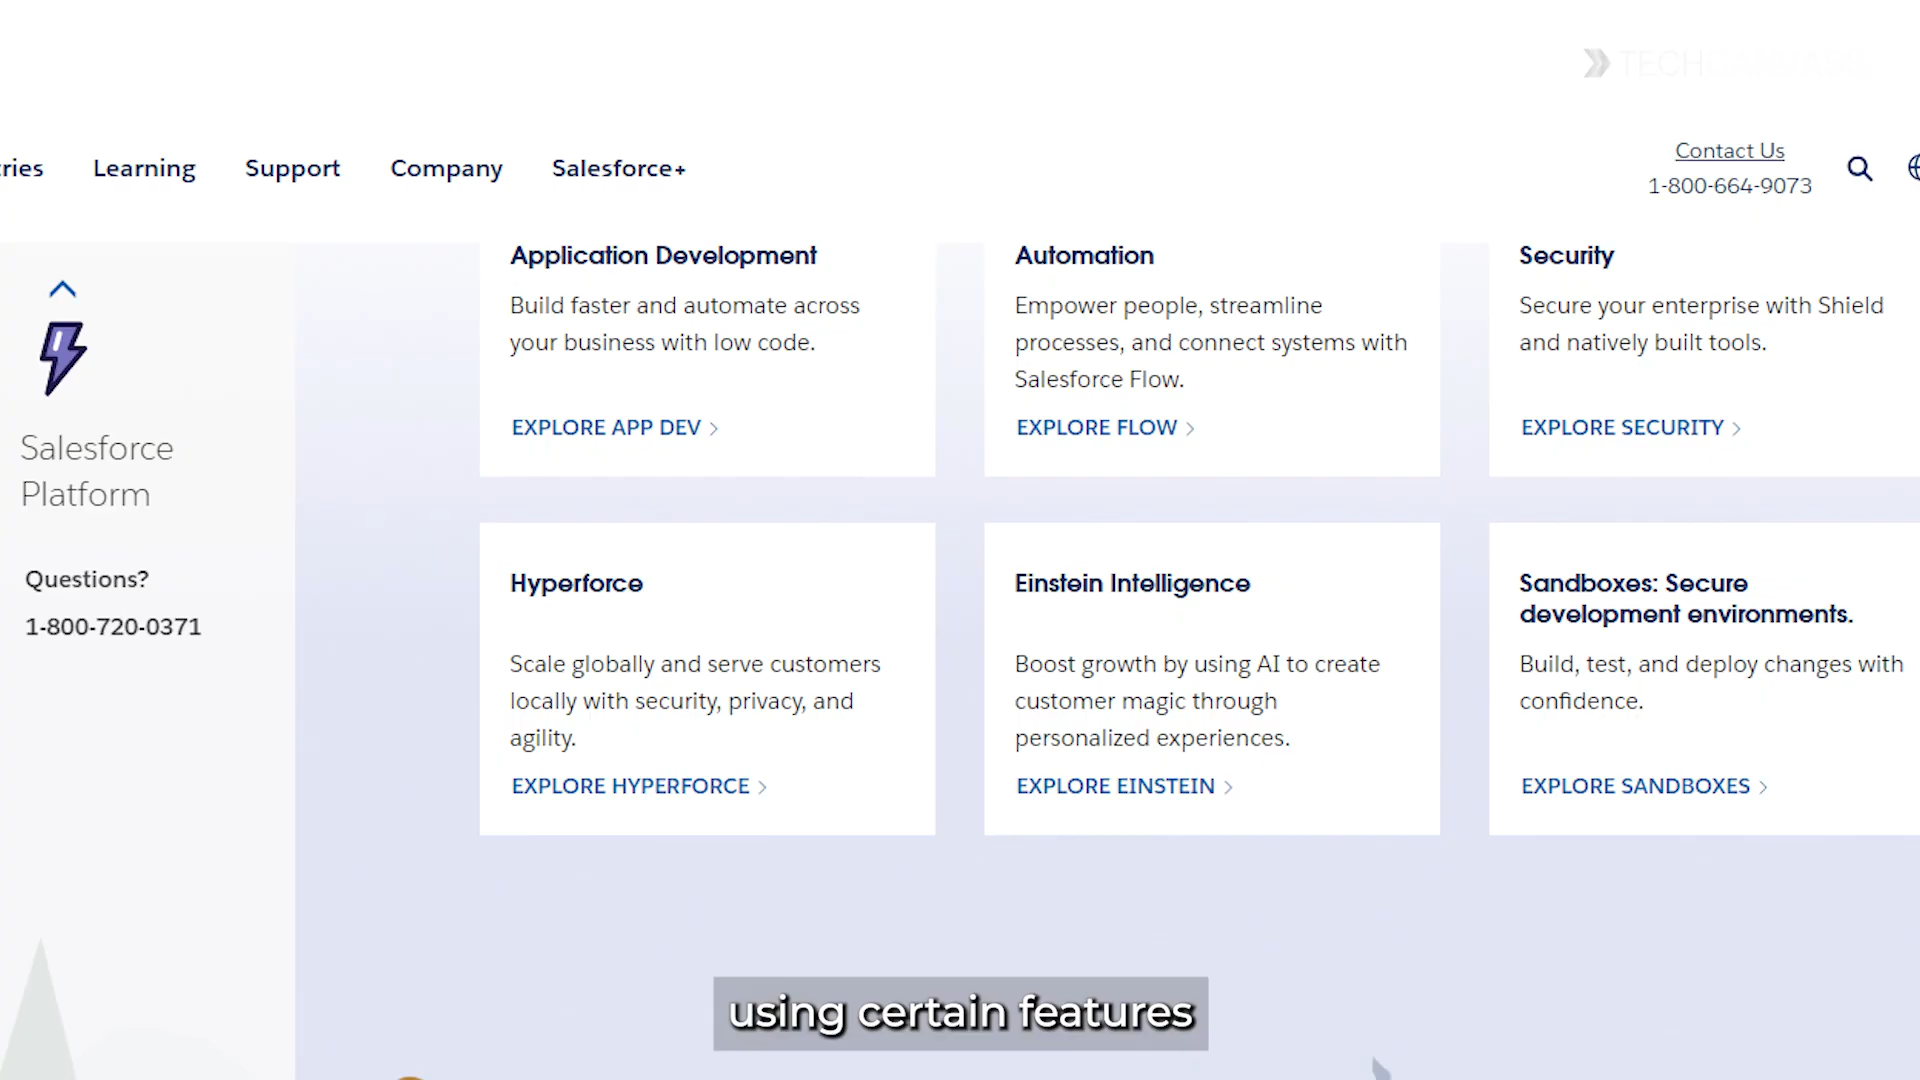 TECH
ries Learning Support Company Salesforce+
Contact Us
1-800-664-9073
Salesforce
Platform
Questions?
1-800-720-0371
Application Development
Build faster and automate across
your business with low code.
EXPLORE APP DEV
Automation
Empower people, streamline
processes, and connect systems with
Salesforce Flow.
EXPLORE FLOW
Security
Secure your enterprise with Shield
and natively built tools.
EXPLORE SECURITY
Hyperforce
Scale globally and serve customers
locally with security, privacy, and
agility.
EXPLORE HYPERFORCE
Einstein Intelligence
Boost growth by using AI to create
customer magic through
personalized experiences.
EXPLORE EINSTEIN
Sandboxes: Secure
development environments.
Build, test, and deploy changes with
confidence.
EXPLORE SANDBOXES
using certain features